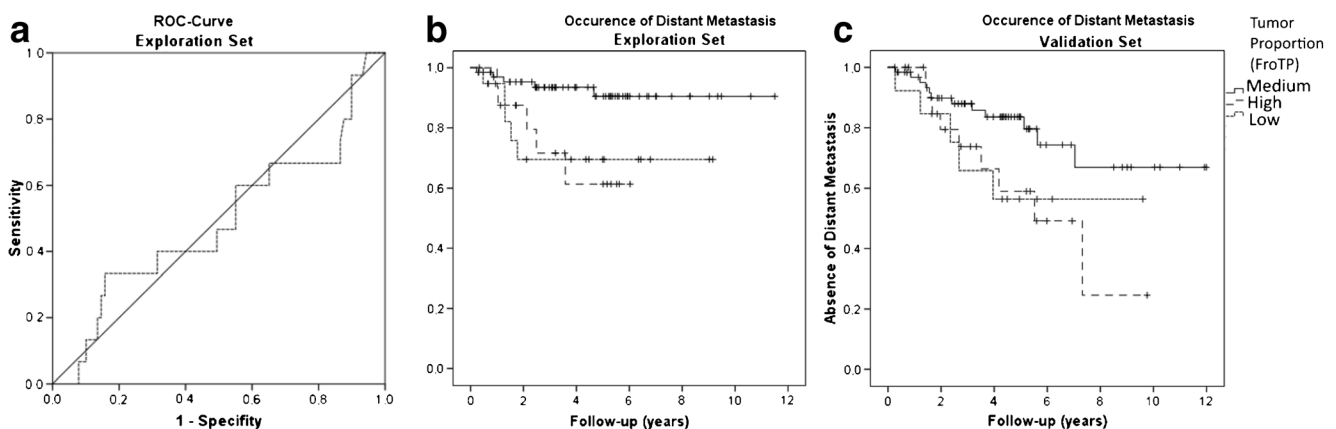 a
ROC-Curve
Exploration Set
1.0
0.8
0.6
0.4
0.2
0.0
Sensitivity
0.0 0.2 0.4 0.6 0.8 1.0
1 - Specifity
b
Occurence of Distant Metastasis
Exploration Set
1.0
0.8
0.6
0.4
0.2
0.0
0 2 4 6 8 10 12
Follow-up (years)
c
Occurence of Distant Metastasis
Validation Set
Absence of Distant Metastasis
1.0
0.8
0.6
0.4
0.2
0.0
0 2 4 6 8 10 12
Follow-up (years)
Tumor
Proportion
(FroTP)
Medium
High
Low